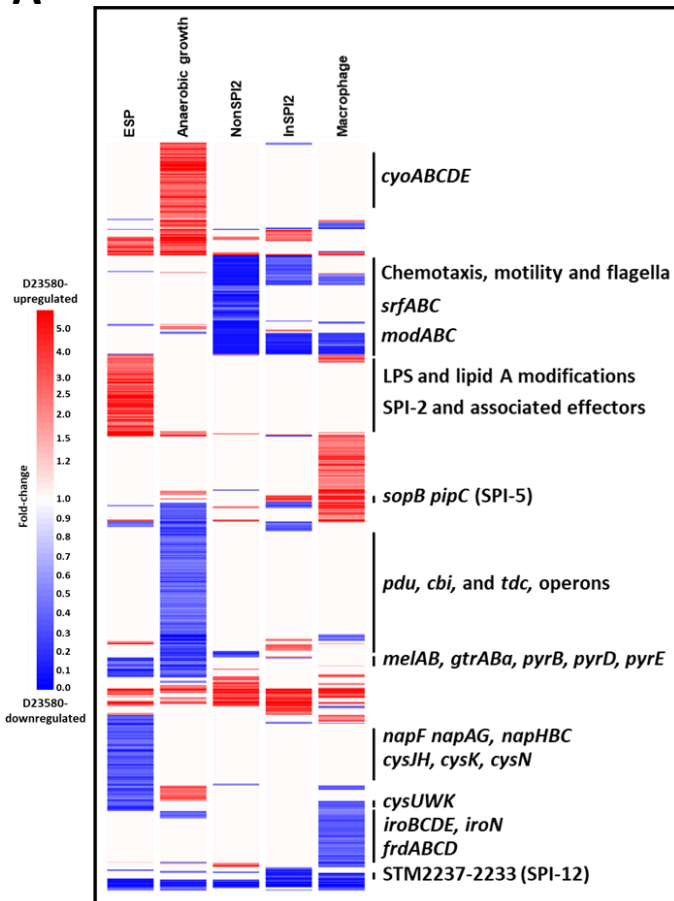 A
ESP
Anaerobic growth
NonSPI2
InSPI2
Macrophage
cyoABCDE
Chemotaxis, motility and flagella
srfABC
modABC
LPS and lipid A modifications
SPI-2 and associated effectors
sopB pipC (SPI-5)
pdu, cbi, and tdc, operons
melAB, gtrABa, pyrB, pyrD, pyrE
napF napAG, napHBC
cysJH, cysK, cysN
cysUWK
iroBCDE, iroN
frdABCD
STM2237-2233 (SPI-12)
D23580-
upregulated
Fold-change
5.0
3.0
2.5
2.0
1.5
1.2
1.0
0.9
0.8
0.7
0.6
0.5
0.4
0.3
0.2
0.1
0.0
D23580-
downregulated